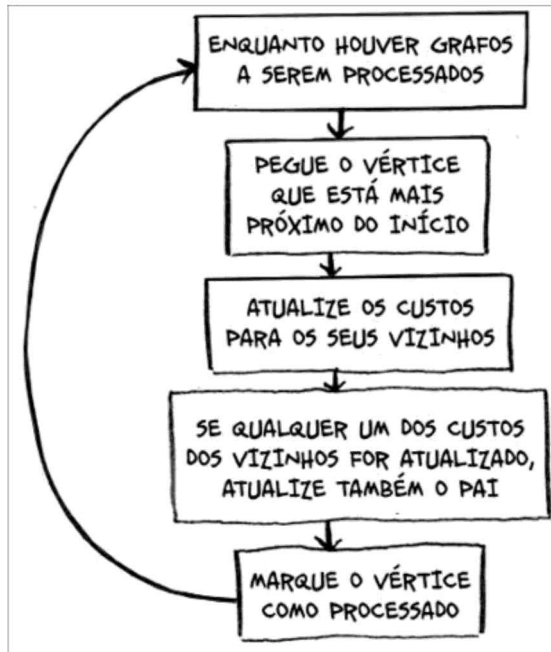 ENQUANTO HOUVER GRAFOS
A SEREM PROCESSADOS
PEGUE O VÉRTICE
QUE ESTÁ MAIS
PRÓXIMO DO INÍCIO
ATUALIZE OS CUSTOS
PARA OS SEUS VIZINHOS
SE QUALQUER UM DOS CUSTOS
DOS VIZINHOS FOR ATUALIZADO,
ATUALIZE TAMBÉM O PAI
MARQUE O VÉRTICE
COMO PROCESSADO